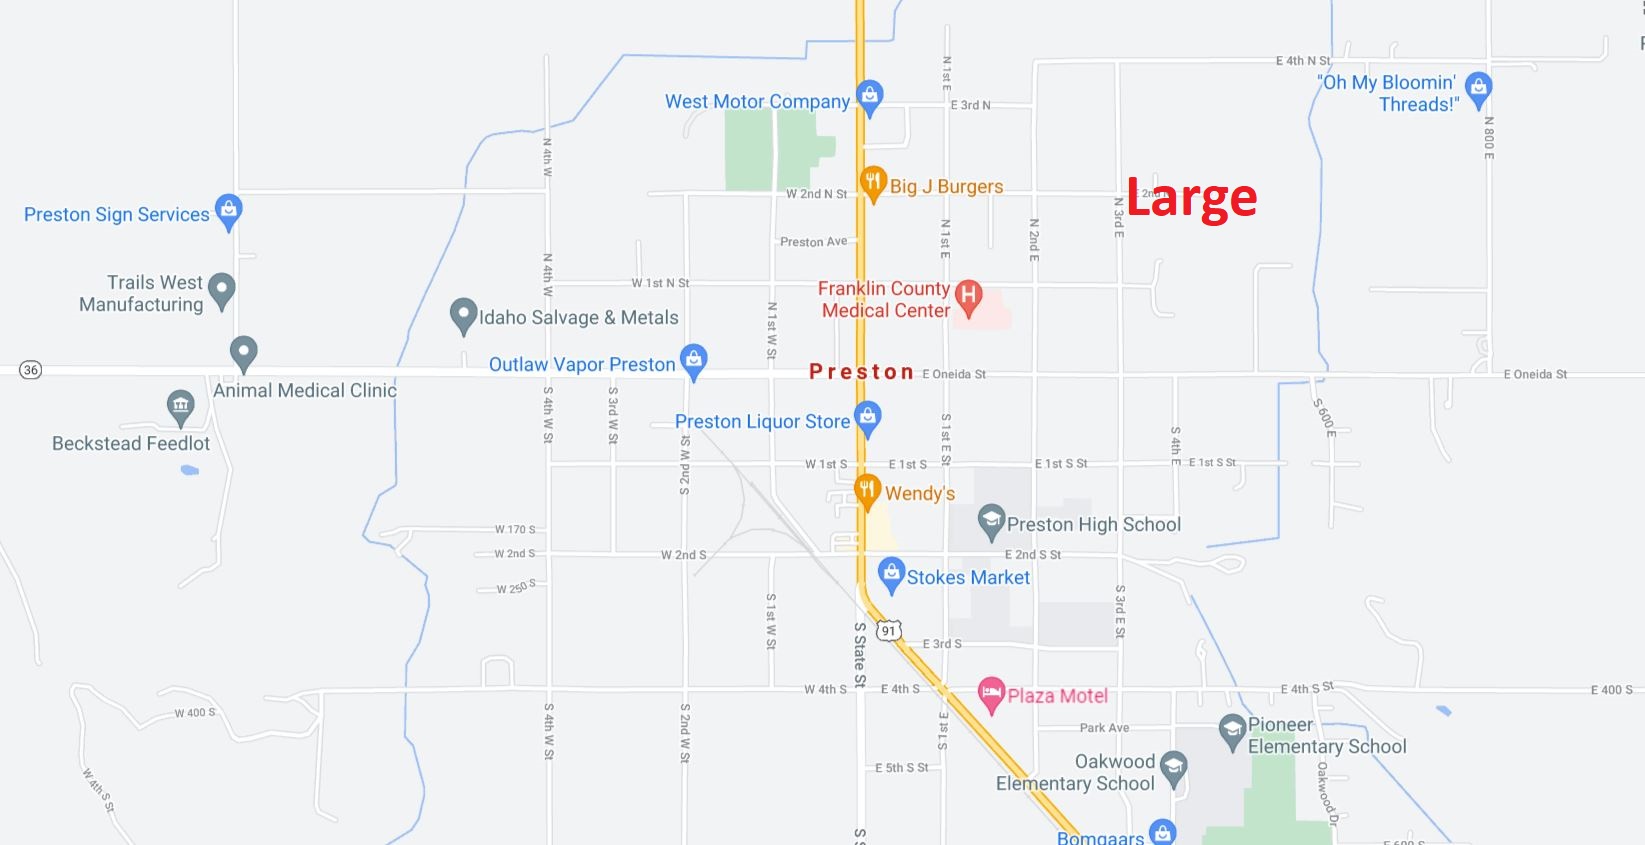 E 4th N St
"Oh My Bloomin'
Threads!"
N 1st E
West Motor Company
E 3rd N
N 800 E
N 4th W
W 2nd N St
Big J Burgers
E 2nd
Large
N 3rd E
Preston Sign Services
N 1st E
N 2nd E
Preston Ave
N 4th W
Trails West
Manufacturing
W 1st N St
Franklin County
Medical Center
H
Idaho Salvage & Metals
N 1st W St
36
Outlaw Vapor Preston
Preston
E Oneida St
E Oneida St
Animal Medical Clinic
S 4th W St
S 3rd W St
S 600 E
Beckstead Feedlot
Preston Liquor Store
S 1st E St
S 4th E
S 2nd W St
W 1st S
E 1st S
E 1st S St
E 1st S St
Wendy's
W 170 S
Preston High School
W 2nd S
W 2nd S
E 2nd S St
W 250 S
Stokes Market
S 1st W St
S State St
91
S 3rd E St
E 3rd S
W 4th S
E 4th S
Plaza Motel
E 4th S St
E 400 S
W 400 S
S 4th W St
S 2nd W St
S 1st E
Park Ave
Pioneer
Elementary School
E 5th S St
Oakwood
Elementary School
W 4th S St
Oakwood Dr
Bomgaars
S S
E 600 S